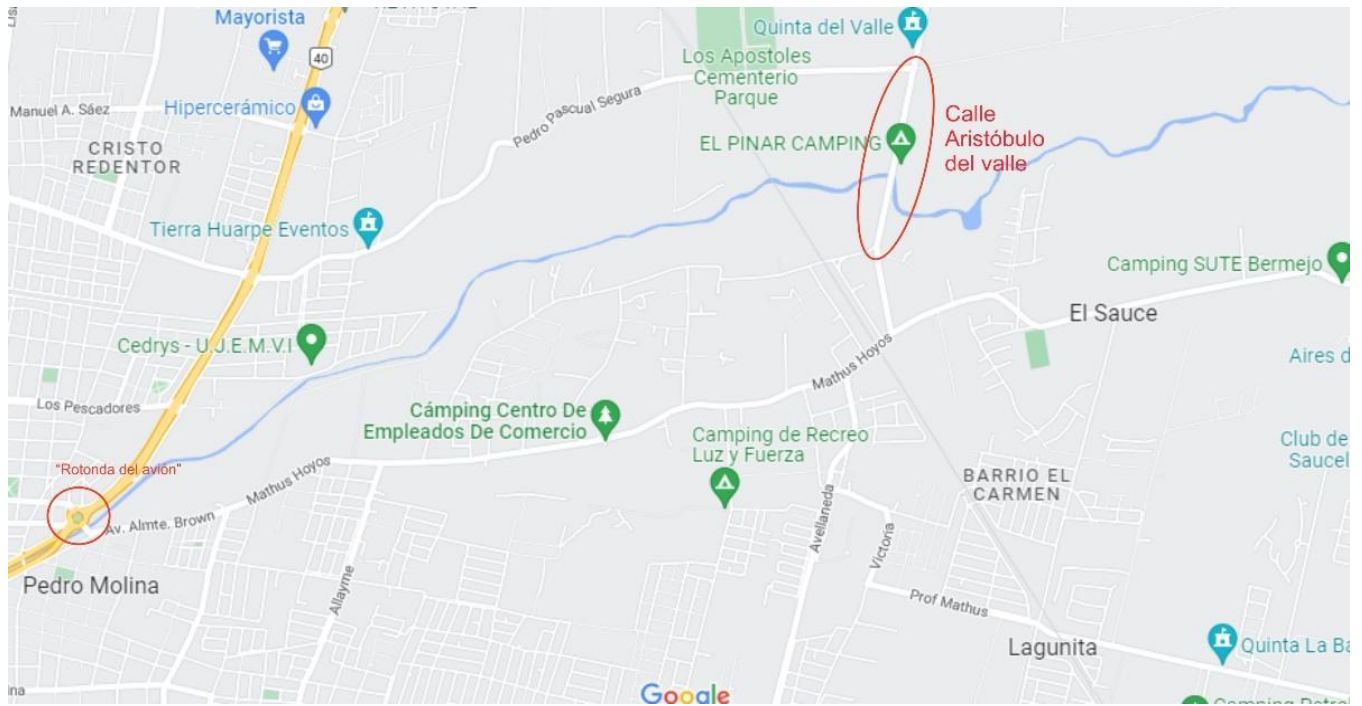 Mayorista
40
Quinta del Valle
Los Apostoles
Cementerio
Parque
Manuel A. Sáez
Hipercerámico
Pedro Pascual Segura
EL PINAR CAMPING
Calle
Aristóbulo
del valle
CRISTO
REDENTOR
Tierra Huarpe Eventos
Camping SUTE Bermejo
El Sauce
Cedrys - U.J.E.M.V.I
Mathus Hoyos
Aires d
Los Pescadores
Cámping Centro De
Empleados De Comercio
Camping de Recreo
Luz y Fuerza
Club de
Saucel
"Rotonda del avión"
Mathus Hoyos
BARRIO EL
CARMEN
Av. Almte. Brown
Avellaneda
Victoria
Pedro Molina
Allayme
Prof Mathus
Lagunita
Quinta La Ba
ina
Google